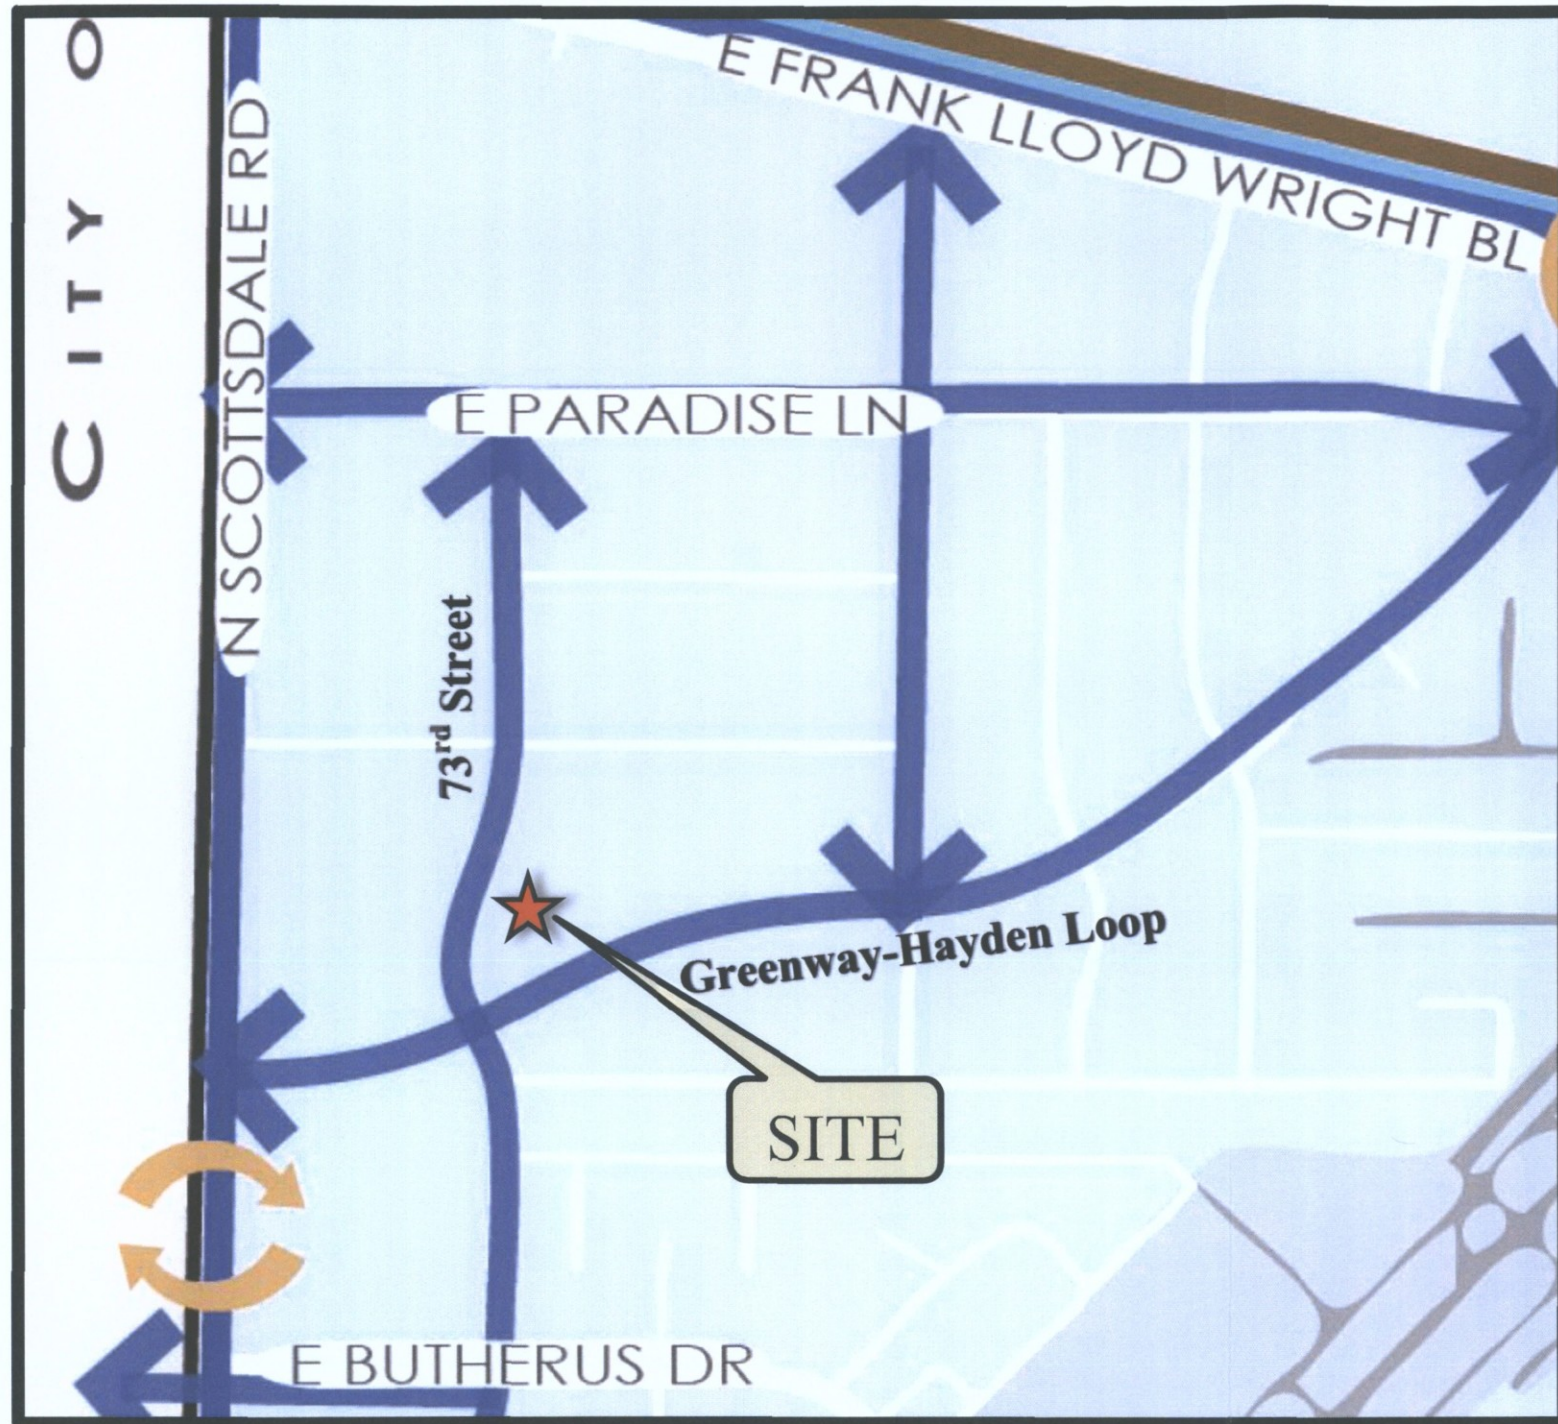 CITY O
N SCOTTSDALE RD
E FRANK LLOYD WRIGHT BL
E PARADISE LN
73rd Street
Greenway-Hayden Loop
SITE
E BUTHERUS DR